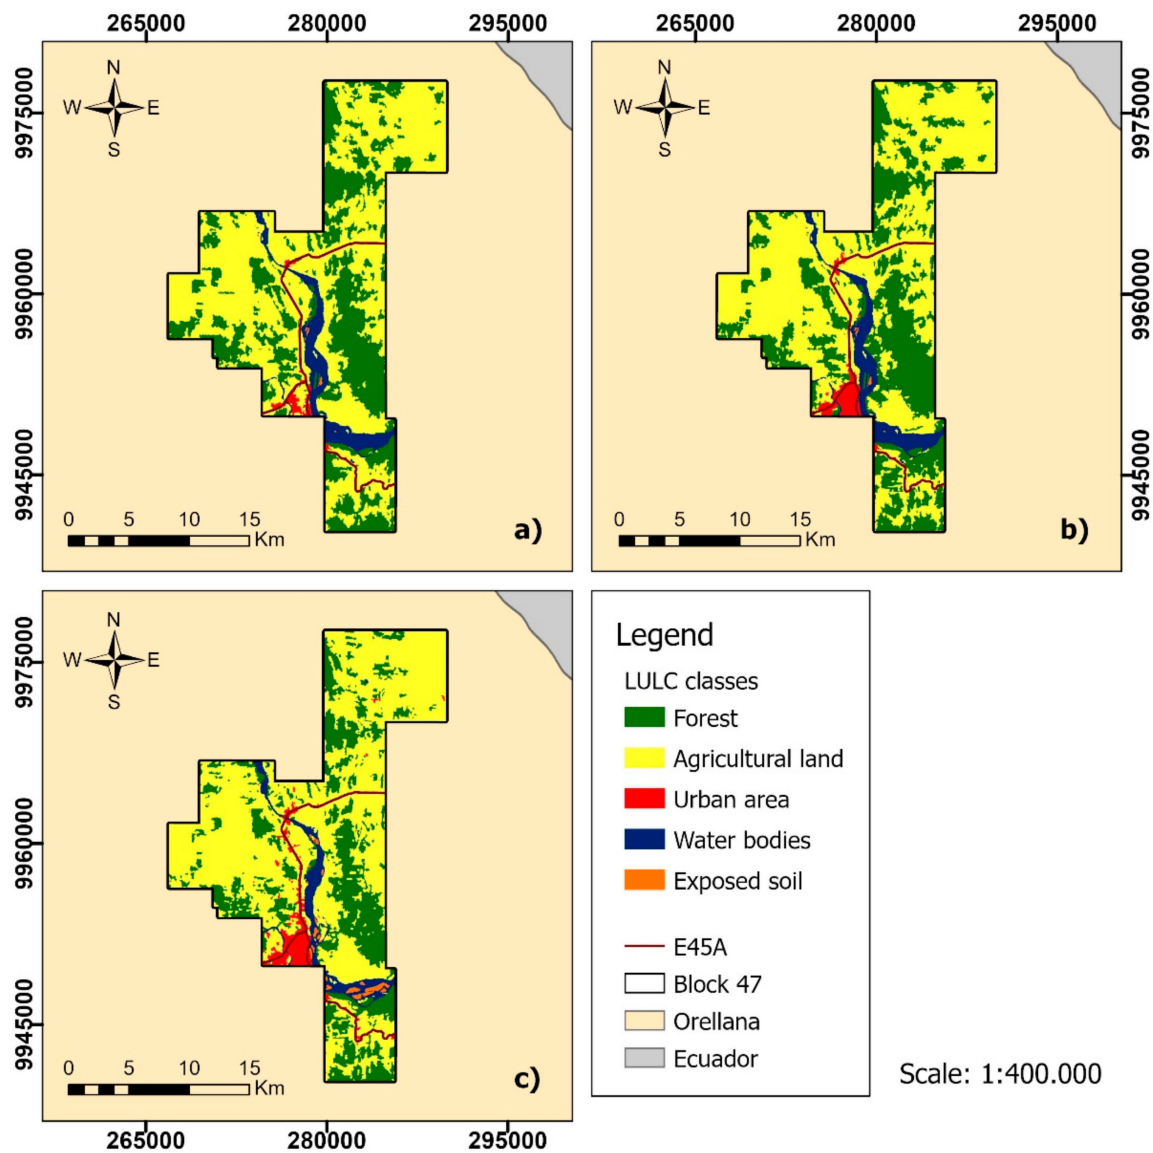 265000 280000 295000 265000 280000 295000
N
W E
S
9975000
9960000
9945000
0 5 10 15
Km
a)
N
W E
S
9975000
9960000
9945000
0 5 10 15
Km
b)
N
W E
S
9975000
9960000
9945000
0 5 10 15
Km
c)
265000 280000 295000
Legend
LULC classes
Forest
Agricultural land
Urban area
Water bodies
Exposed soil
E45A
Block 47
Orellana
Ecuador
Scale: 1:400.000